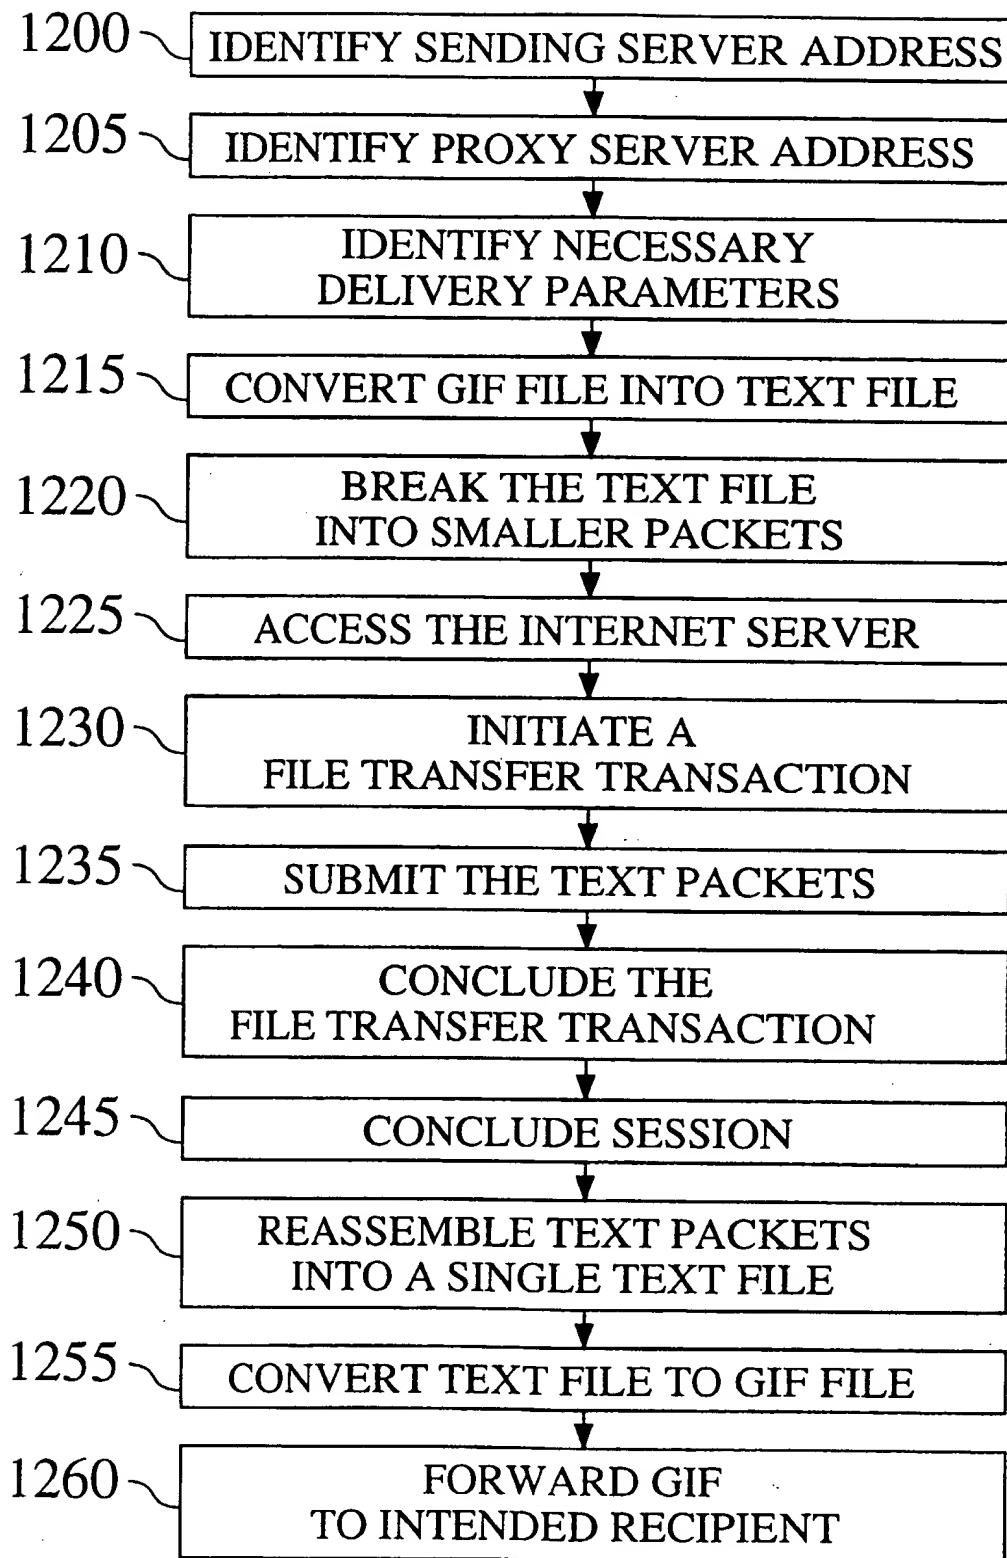 1200 IDENTIFY SENDING SERVER ADDRESS
1205 IDENTIFY PROXY SERVER ADDRESS
1210 IDENTIFY NECESSARY
DELIVERY PARAMETERS
1215 CONVERT GIF FILE INTO TEXT FILE
1220 BREAK THE TEXT FILE
INTO SMALLER PACKETS
1225 ACCESS THE INTERNET SERVER
1230 INITIATE A
FILE TRANSFER TRANSACTION
1235 SUBMIT THE TEXT PACKETS
1240 CONCLUDE THE
FILE TRANSFER TRANSACTION
1245 CONCLUDE SESSION
1250 REASSEMBLE TEXT PACKETS
INTO A SINGLE TEXT FILE
1255 CONVERT TEXT FILE TO GIF FILE
1260 FORWARD GIF
TO INTENDED RECIPIENT